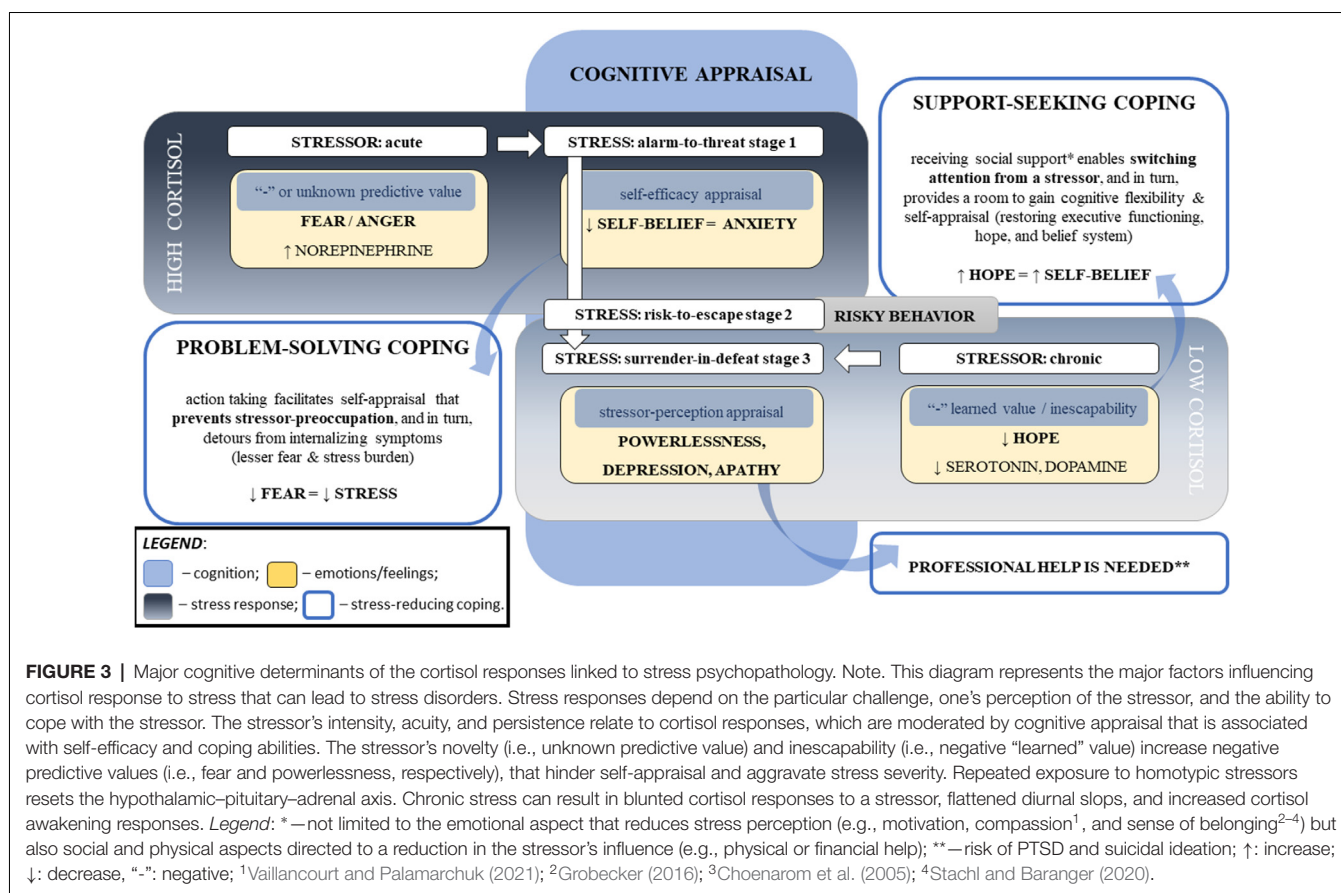 COGNITIVE APPRAISAL
HIGH CORTISOL
STRESSOR: acute
"-" or unknown predictive value
FEAR / ANGER
↑ NOREPINEPHRINE
STRESS: alarm-to-threat stage 1
self-efficacy appraisal
↓ SELF-BELIEF = ANXIETY
SUPPORT-SEEKING COPING
receiving social support* enables switching
attention from a stressor, and in turn,
provides a room to gain cognitive flexibility &
self-appraisal (restoring executive functioning,
hope, and belief system)
↑ HOPE = ↑ SELF-BELIEF
STRESS: risk-to-escape stage 2
RISKY BEHAVIOR
PROBLEM-SOLVING COPING
action taking facilitates self-appraisal that
prevents stressor-preoccupation, and in turn,
detours from internalizing symptoms
(lesser fear & stress burden)
↓ FEAR = ↓ STRESS
STRESS: surrender-in-defeat stage 3
stressor-perception appraisal
POWERLESSNESS,
DEPRESSION, APATHY
STRESSOR: chronic
"-" learned value / inescapability
↓ HOPE
↓ SEROTONIN, DOPAMINE
LOW CORTISOL
PROFESSIONAL HELP IS NEEDED**
LEGEND:
– cognition; – emotions/feelings;
– stress response; – stress-reducing coping.
FIGURE 3 | Major cognitive determinants of the cortisol responses linked to stress psychopathology. Note. This diagram represents the major factors influencing
cortisol response to stress that can lead to stress disorders. Stress responses depend on the particular challenge, one's perception of the stressor, and the ability to
cope with the stressor. The stressor's intensity, acuity, and persistence relate to cortisol responses, which are moderated by cognitive appraisal that is associated
with self-efficacy and coping abilities. The stressor's novelty (i.e., unknown predictive value) and inescapability (i.e., negative "learned" value) increase negative
predictive values (i.e., fear and powerlessness, respectively), that hinder self-appraisal and aggravate stress severity. Repeated exposure to homotypic stressors
resets the hypothalamic–pituitary–adrenal axis. Chronic stress can result in blunted cortisol responses to a stressor, flattened diurnal slops, and increased cortisol
awakening responses. Legend: *—not limited to the emotional aspect that reduces stress perception (e.g., motivation, compassion¹, and sense of belonging²⁻⁴) but
also social and physical aspects directed to a reduction in the stressor's influence (e.g., physical or financial help); **—risk of PTSD and suicidal ideation; ↑: increase;
↓: decrease, "-": negative; ¹Vaillancourt and Palamarchuk (2021); ²Grobecker (2016); ³Choenarom et al. (2005); ⁴Stachl and Baranger (2020).